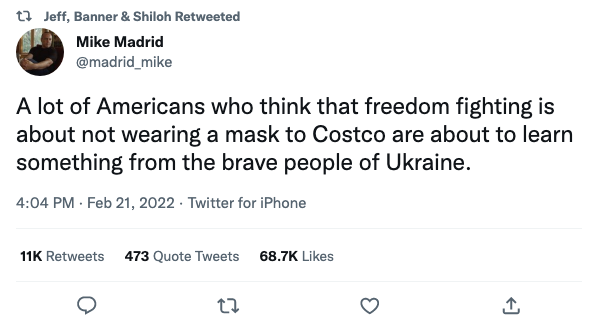 Jeff, Banner & Shiloh Retweeted
Mike Madrid
@madrid_mike
A lot of Americans who think that freedom fighting is
about not wearing a mask to Costco are about to learn
something from the brave people of Ukraine.
4:04 PM · Feb 21, 2022 · Twitter for iPhone
11K Retweets 473 Quote Tweets 68.7K Likes